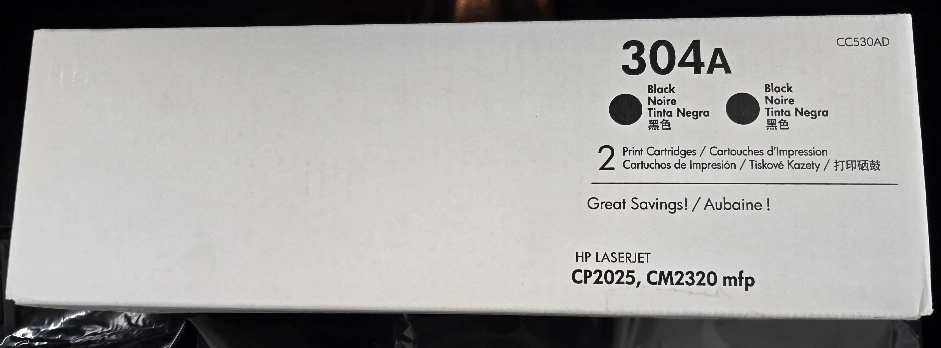 304A
CC530AD
Black
Noire
Tinta Negra
黑色
Black
Noire
Tinta Negra
黑色
2 Print Cartridges / Cartouches d'Impression
Cartuchos de Impresión / Tiskové Kazety / 打印硒鼓
Great Savings! / Aubaine !
HP LASERJET
CP2025, CM2320 mfp